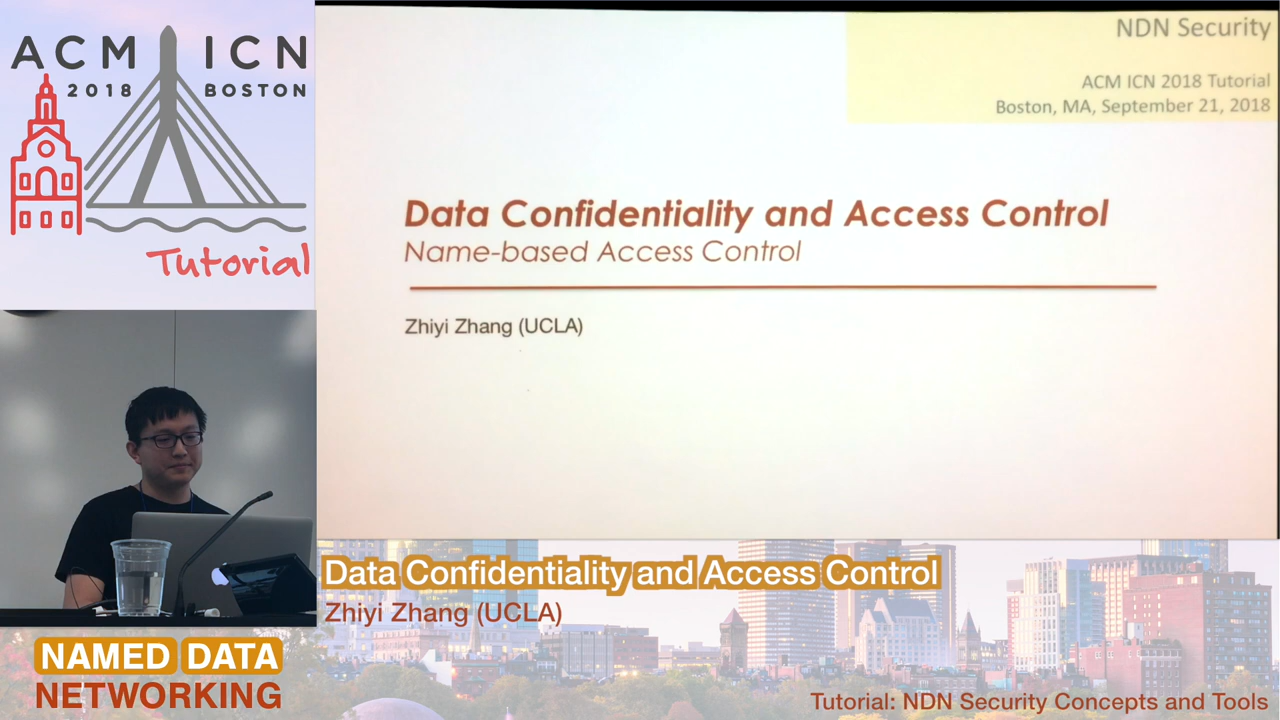 ACM ICN
2018 BOSTON
Tutorial
NDN Security
ACM ICN 2018 Tutorial
Boston, MA, September 21, 2018
Data Confidentiality and Access Control
Name-based Access Control
Zhiyi Zhang (UCLA)
Data Confidentiality and Access Control
Zhiyi Zhang (UCLA)
NAMED DATA
NETWORKING
Tutorial: NDN Security Concepts and Tools